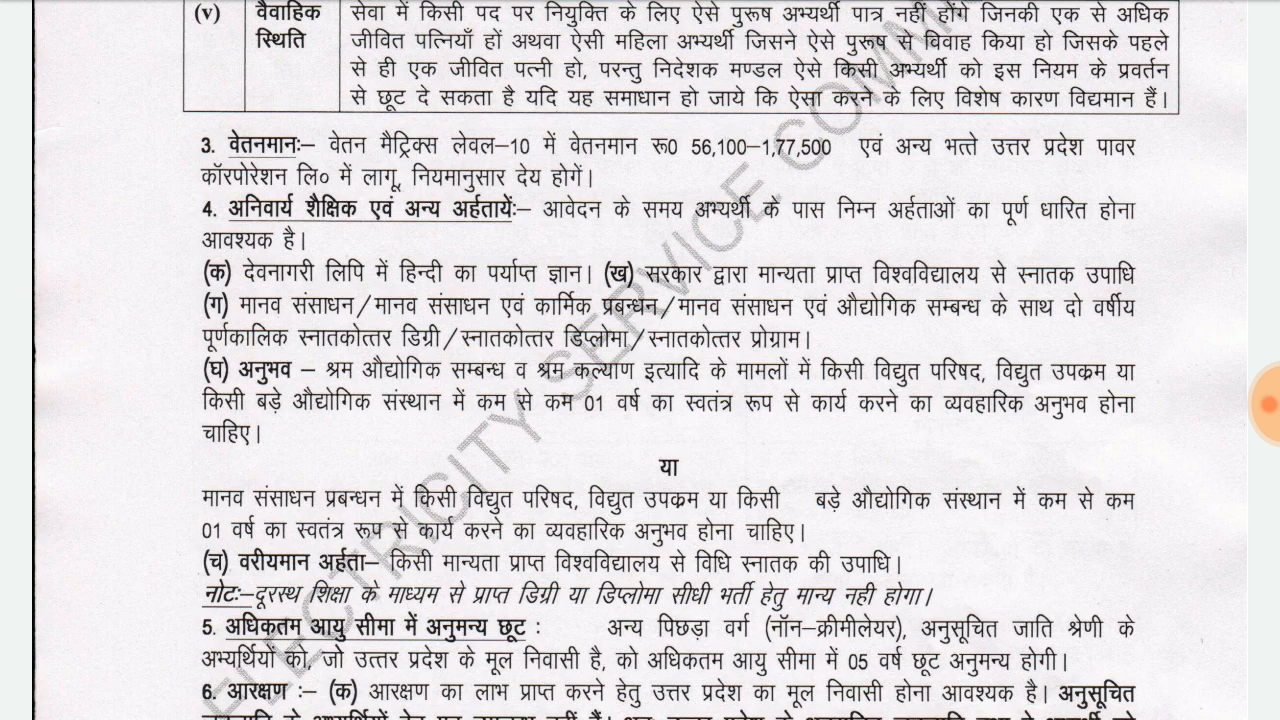 (v) वैवाहिक स्थिति सेवा में किसी पद पर नियुक्ति के लिए ऐसे पुरूष अभ्यर्थी पात्र नहीं होंगे जिनकी एक से अधिक
जीवित पत्नियाँ हों अथवा ऐसी महिला अभ्यर्थी जिसने ऐसे पुरूष से विवाह किया हो जिसके पहले
से ही एक जीवित पत्नी हो, परन्तु निदेशक मण्डल ऐसे किसी अभ्यर्थी को इस नियम के प्रवर्तन
से छूट दे सकता है यदि यह समाधान हो जाये कि ऐसा करने के लिए विशेष कारण विद्यमान हैं।
3. वेतनमानः– वेतन मैट्रिक्स लेवल–10 में वेतनमान रू0 56,100–1,77,500 एवं अन्य भत्ते उत्तर प्रदेश पावर
कॉरपोरेशन लि० में लागू, नियमानुसार देय होगें।
4. अनिवार्य शैक्षिक एवं अन्य अर्हतायेंः– आवेदन के समय अभ्यर्थी के पास निम्न अर्हताओं का पूर्ण धारित होना
आवश्यक है।
(क) देवनागरी लिपि में हिन्दी का पर्याप्त ज्ञान। (ख) सरकार द्वारा मान्यता प्राप्त विश्वविद्यालय से स्नातक उपाधि
(ग) मानव संसाधन/मानव संसाधन एवं कार्मिक प्रबन्धन/मानव संसाधन एवं औद्योगिक सम्बन्ध के साथ दो वर्षीय
पूर्णकालिक स्नातकोत्तर डिग्री/स्नातकोत्तर डिप्लोमा/स्नातकोत्तर प्रोग्राम।
(घ) अनुभव – श्रम औद्योगिक सम्बन्ध व श्रम कल्याण इत्यादि के मामलों में किसी विद्युत परिषद, विद्युत उपक्रम या
किसी बड़े औद्योगिक संस्थान में कम से कम 01 वर्ष का स्वतंत्र रूप से कार्य करने का व्यवहारिक अनुभव होना
चाहिए।
या
मानव संसाधन प्रबन्धन में किसी विद्युत परिषद, विद्युत उपक्रम या किसी बड़े औद्योगिक संस्थान में कम से कम
01 वर्ष का स्वतंत्र रूप से कार्य करने का व्यवहारिक अनुभव होना चाहिए।
(च) वरीयमान अर्हता– किसी मान्यता प्राप्त विश्वविद्यालय से विधि स्नातक की उपाधि।
नोटः–दूरस्थ शिक्षा के माध्यम से प्राप्त डिग्री या डिप्लोमा सीधी भर्ती हेतु मान्य नही होगा।
5. अधिकतम आयु सीमा में अनुमन्य छूट : अन्य पिछड़ा वर्ग (नॉन–क्रीमीलेयर), अनुसूचित जाति श्रेणी के
अभ्यर्थियों को, जो उत्तर प्रदेश के मूल निवासी है, को अधिकतम आयु सीमा में 05 वर्ष छूट अनुमन्य होगी।
6. आरक्षण :– (क) आरक्षण का लाभ प्राप्त करने हेतु उत्तर प्रदेश का मूल निवासी होना आवश्यक है। अनुसूचित
ELECTRICITY SERVICE COMMI